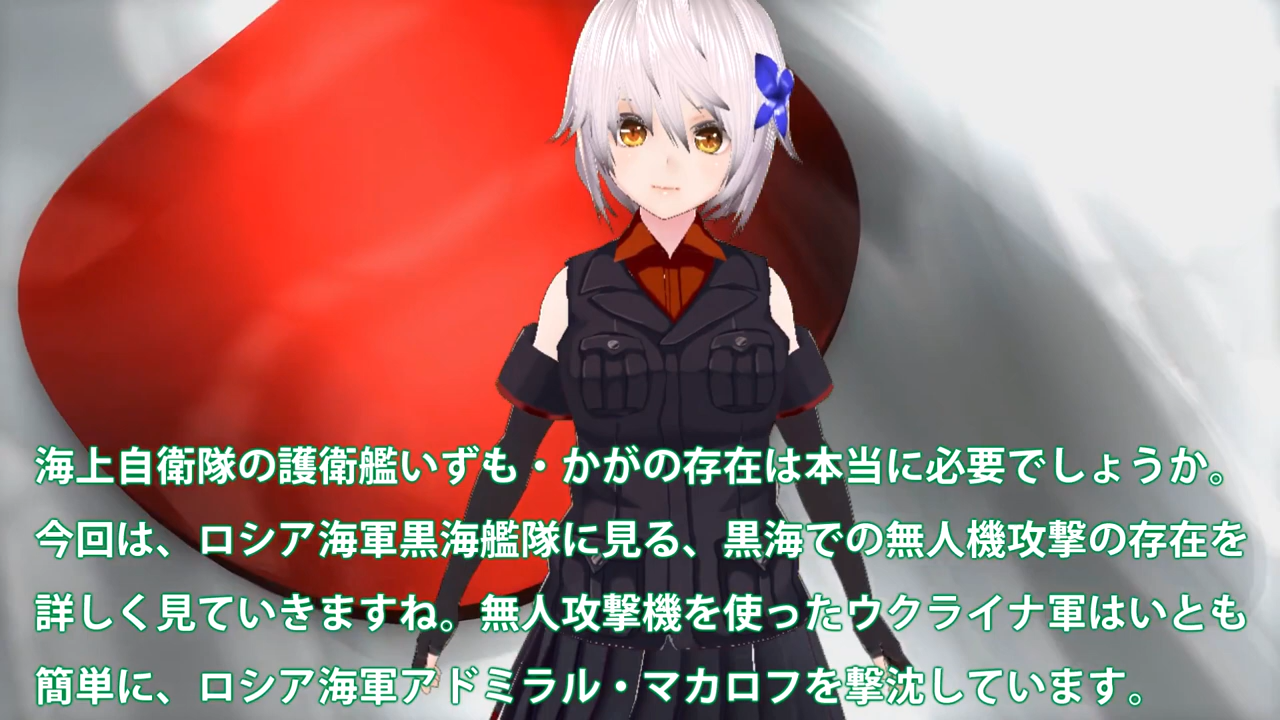 海上自衛隊の護衛艦いずも・かがの存在は本当に必要でしょうか。
今回は、ロシア海軍黒海艦隊に見る、黒海での無人機攻撃の存在を
詳しく見ていきますね。無人攻撃機を使ったウクライナ軍はいとも
簡単に、ロシア海軍アドミラル・マカロフを撃沈しています。